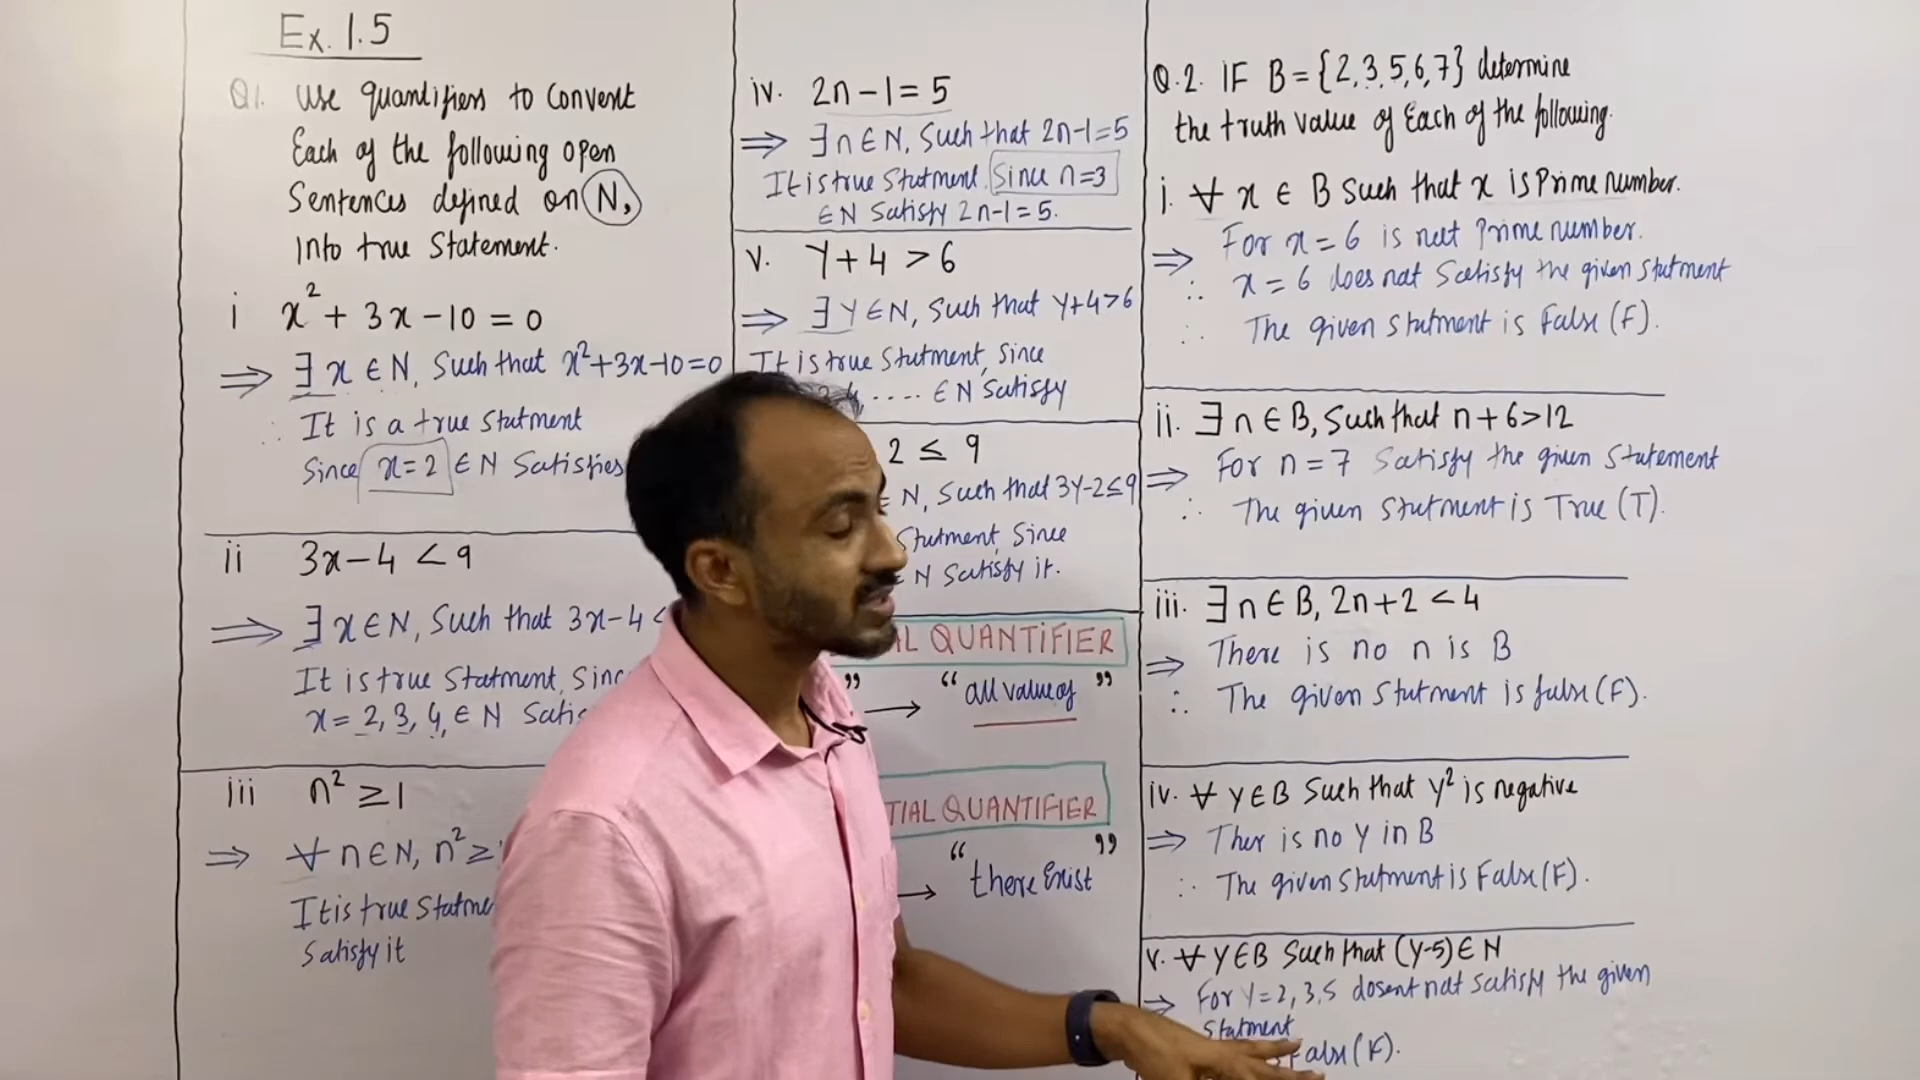 Ex. 1.5
Q1. Use quantifiers to Convert
Each of the following open
Sentences defined on N,
into true Statement.
i x² + 3x - 10 = 0
⇒ ∃ x ∈ N, Such that x²+3x-10=0
∴ It is a true Statment
Since x=2 ∈ N Satisfies
ii 3x - 4 < 9
⇒ ∃ x ∈ N, Such that 3x - 4 <
It is true Statment, Sinc
x = 2, 3, 4, ∈ N Satis
iii n² ≥ 1
⇒ ∀ n ∈ N, n² ≥
It is true Statme
Satisfy it
iv. 2n - 1 = 5
⇒ ∃ n ∈ N, Such that 2n-1=5
It is true Statment. Since n=3
∈ N Satisfy 2n-1=5.
v. Y + 4 > 6
⇒ ∃ Y ∈ N, Such that Y+4>6
It is true Statment, Since
.... ∈ N Satisfy
2 ≤ 9
∈ N, Such that 3Y-2≤9
Statment, Since
N Satisfy it.
AL QUANTIFIER
" → "all value of"
TIAL QUANTIFIER
→ "there Exist"
Q.2. IF B = {2,3,5,6,7} determine
the truth value of Each of the following.
i. ∀ x ∈ B Such that x is Prime number.
⇒ For x = 6 is not Prime number.
∴ x = 6 does not Satisfy the given Statment
∴ The given Statment is False (F).
ii. ∃ n ∈ B, Such that n + 6 > 12
⇒ For n = 7 Satisfy the given Statement
∴ The given Statment is True (T).
iii. ∃ n ∈ B, 2n + 2 < 4
⇒ There is no n is B
∴ The given Statment is false (F).
iv. ∀ Y ∈ B Such that Y² is negative
⇒ Ther is no Y in B
∴ The given Statment is False (F).
v. ∀ Y ∈ B Such that (Y-5) ∈ N
⇒ For Y = 2, 3, 5 dosent not Satisfy the given
Statment
False (F).